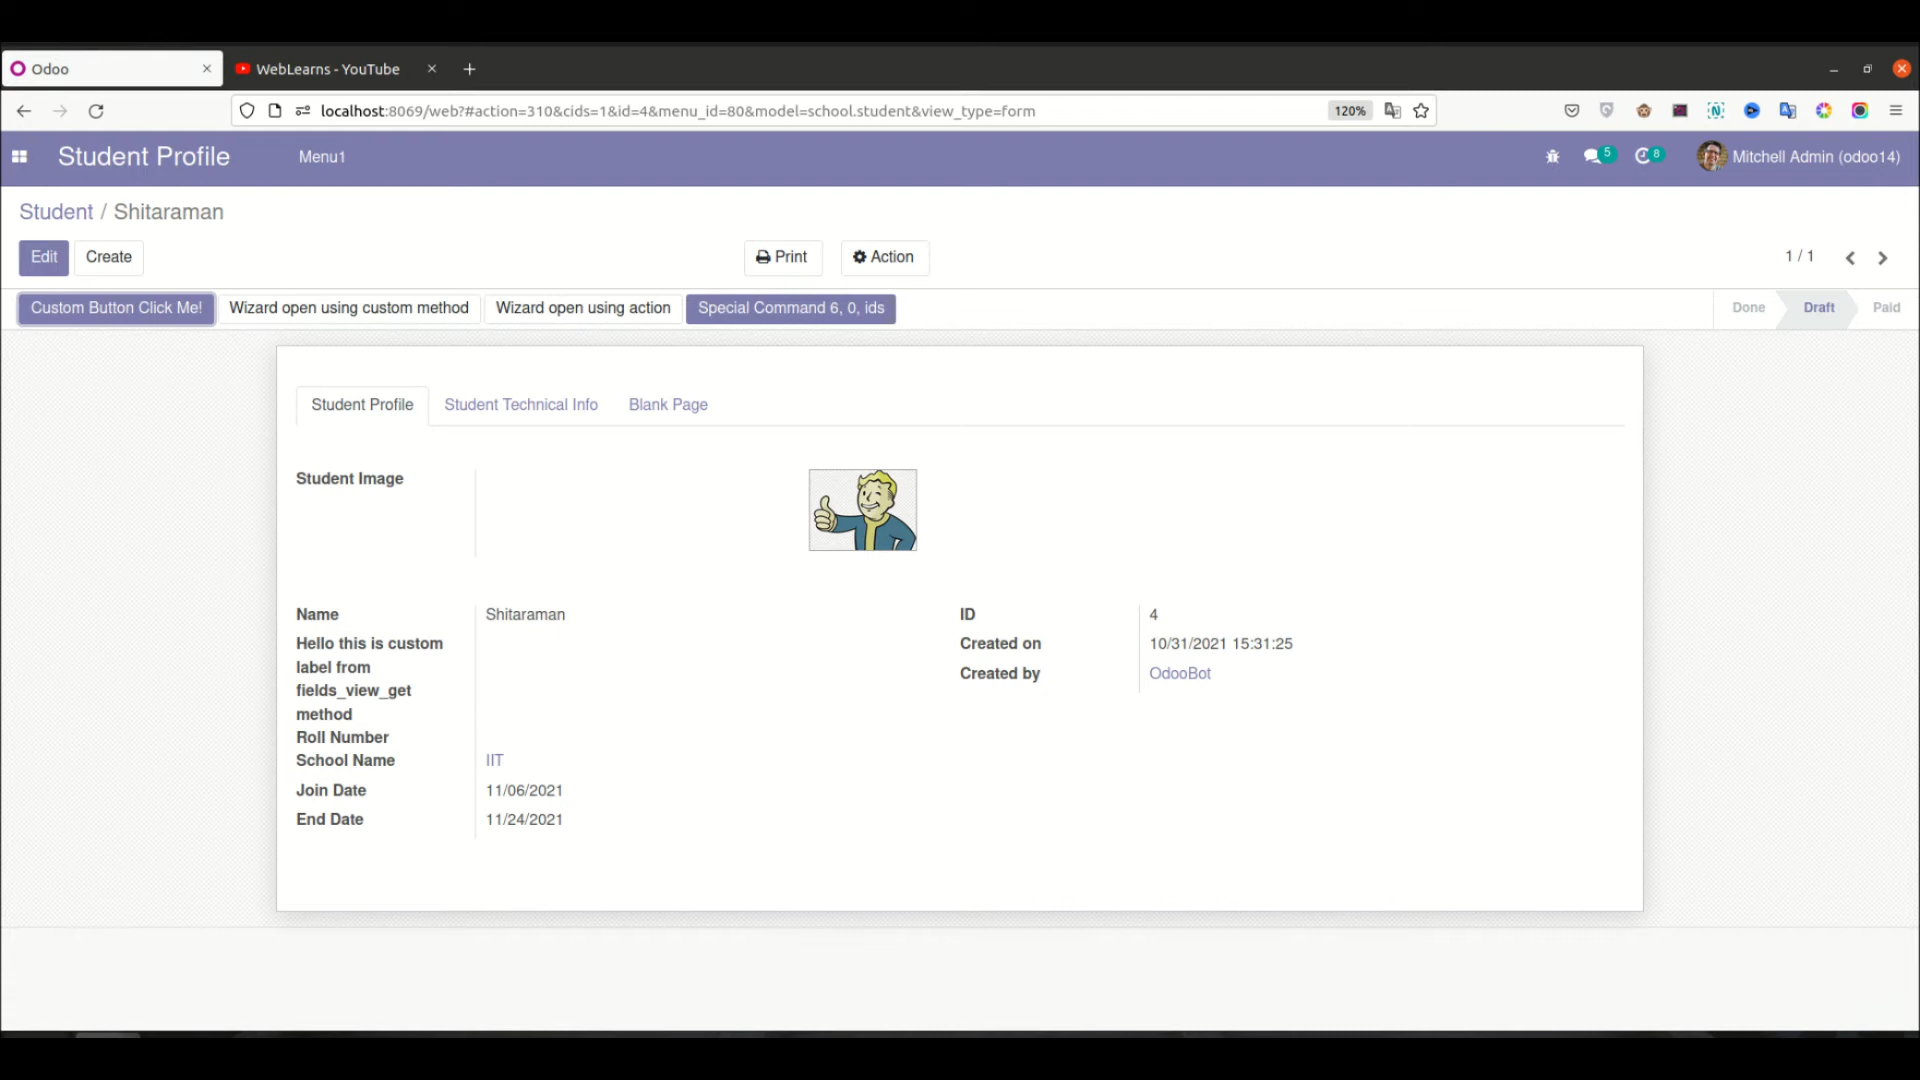 Odoo
WebLearns - YouTube
localhost:8069/web?#action=310&cids=1&id=4&menu_id=80&model=school.student&view_type=form
120%
Student Profile
Menu1
5
8
Mitchell Admin (odoo14)
Student / Shitaraman
Edit
Create
Print
Action
1 / 1
Custom Button Click Me!
Wizard open using custom method
Wizard open using action
Special Command 6, 0, ids
Done
Draft
Paid
Student Profile
Student Technical Info
Blank Page
Student Image
Name
Shitaraman
Hello this is custom
label from
fields_view_get
method
Roll Number
School Name
IIT
Join Date
11/06/2021
End Date
11/24/2021
ID
4
Created on
10/31/2021 15:31:25
Created by
OdooBot